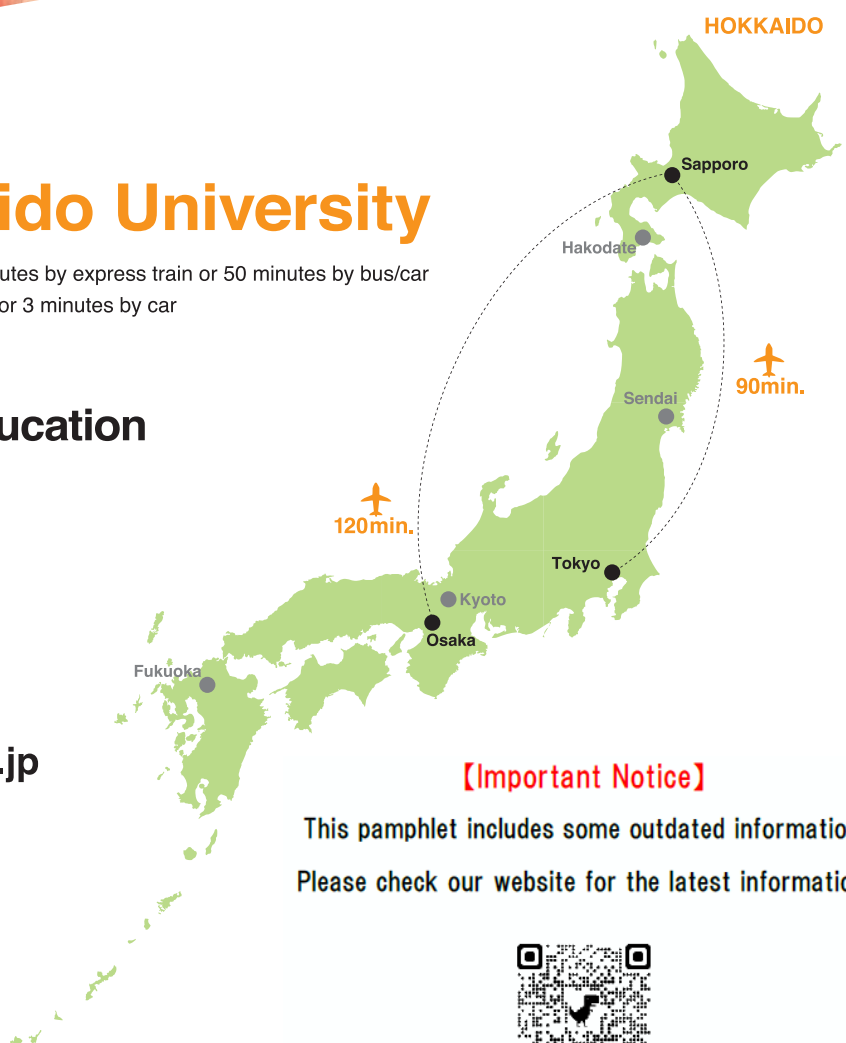 HOKKAIDO
Sapporo
ido University
Hakodate
utes by express train or 50 minutes by bus/car
or 3 minutes by car
90min.
Sendai
ucation
120min.
Tokyo
Kyoto
Osaka
Fukuoka
.jp
【Important Notice】
This pamphlet includes some outdated informatio
Please check our website for the latest informatio